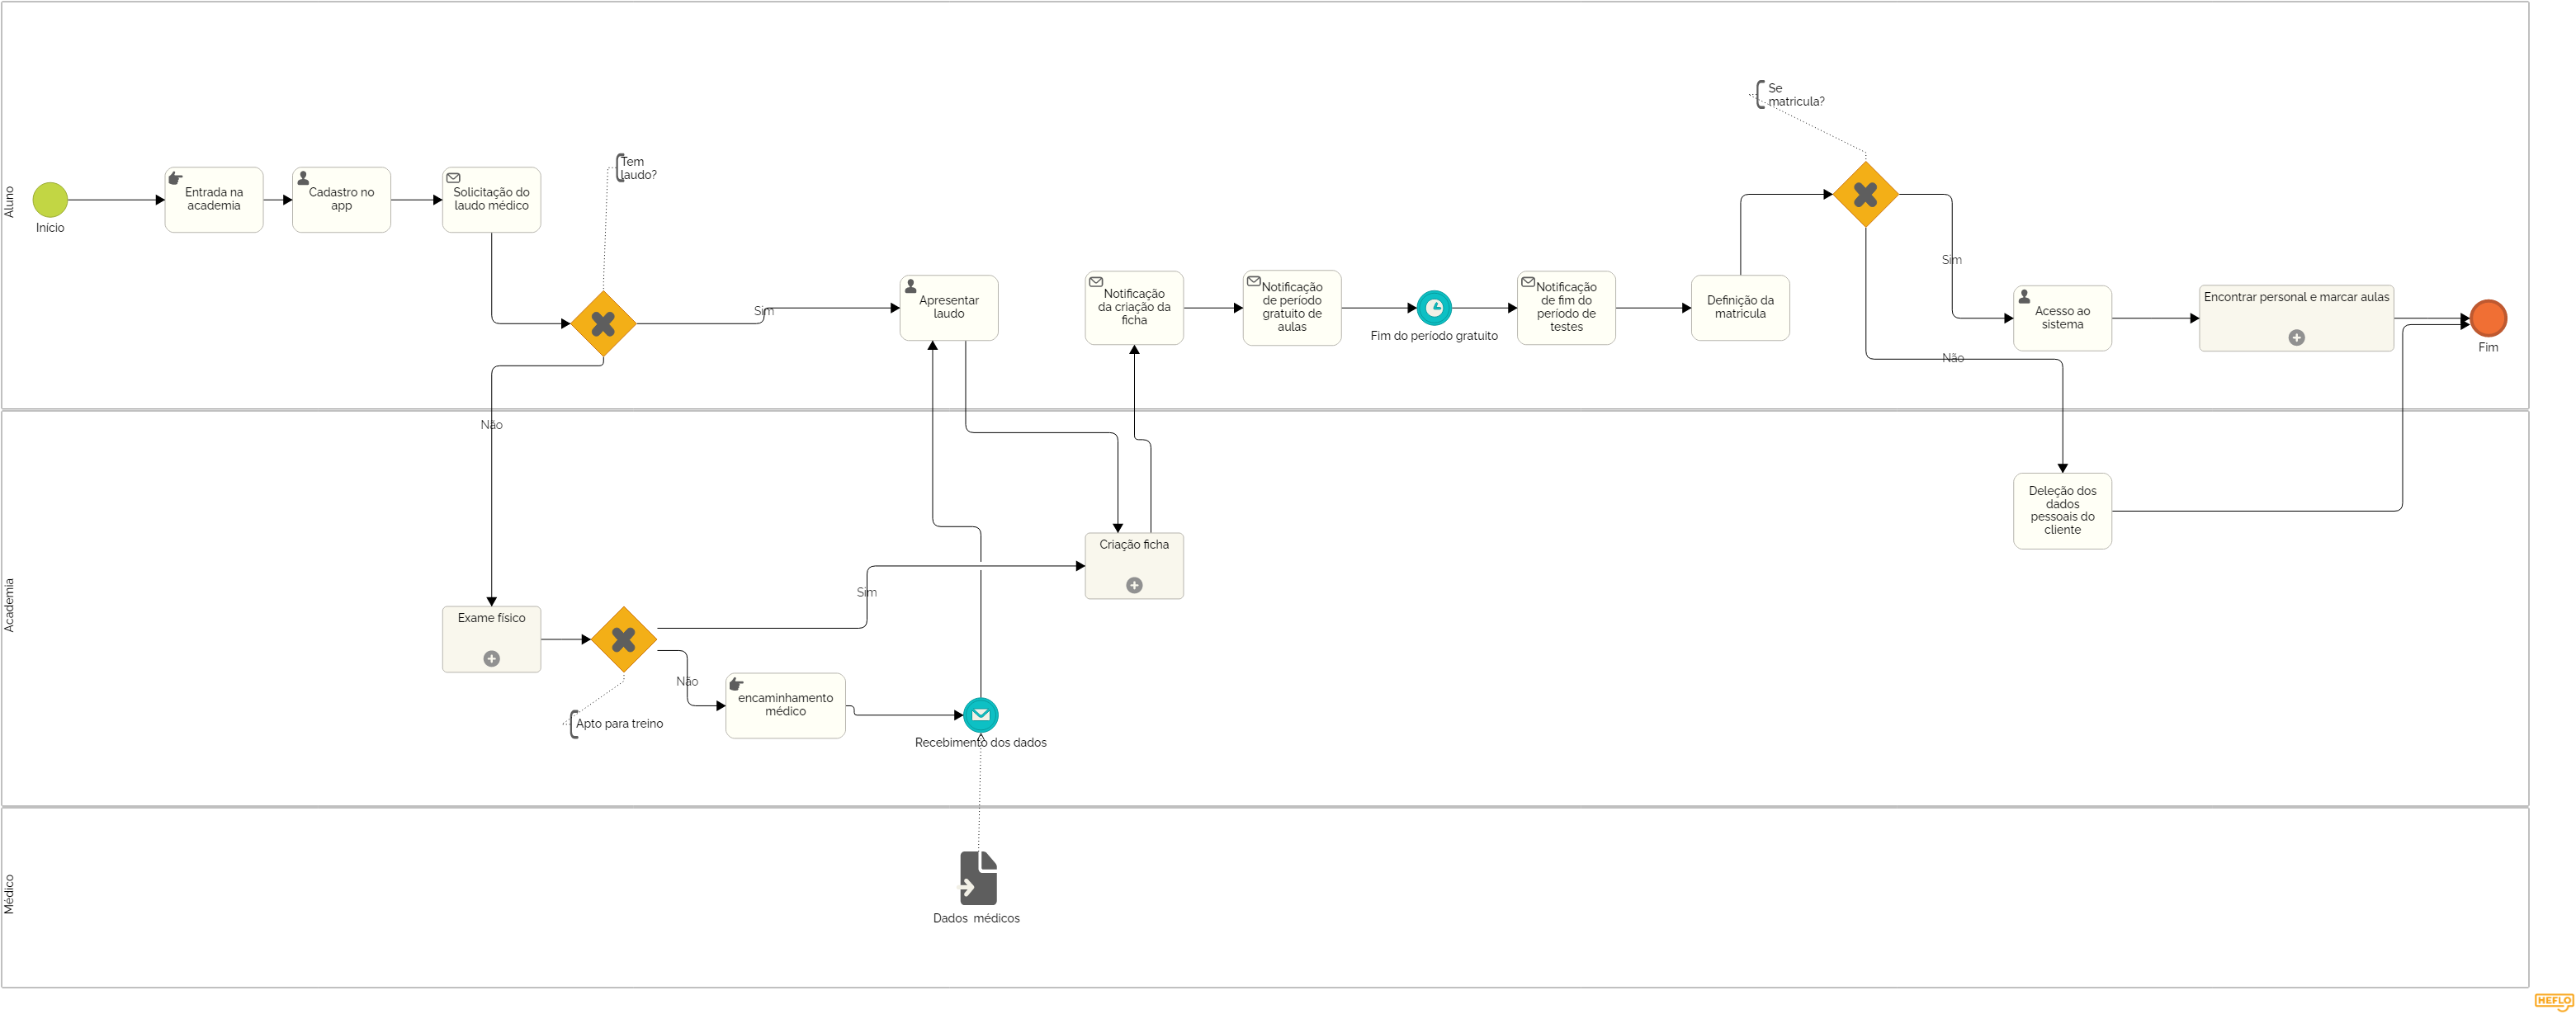 Aluno
Início
Entrada na
academia
Cadastro no
app
Solicitação do
laudo médico
Tem
laudo?
Sim
Não
Apresentar
laudo
Notificação
da criação da
ficha
Notificação
de período
gratuito de
aulas
Fim do período gratuito
Notificação
de fim do
período de
testes
Definição da
matricula
Se
matricula?
Sim
Não
Acesso ao
sistema
Encontrar personal e marcar aulas
Fim
Academia
Exame físico
Apto para treino
Sim
Não
encaminhamento
médico
Recebimento dos dados
Criação ficha
Deleção dos
dados
pessoais do
cliente
Médico
Dados médicos
HEFLO